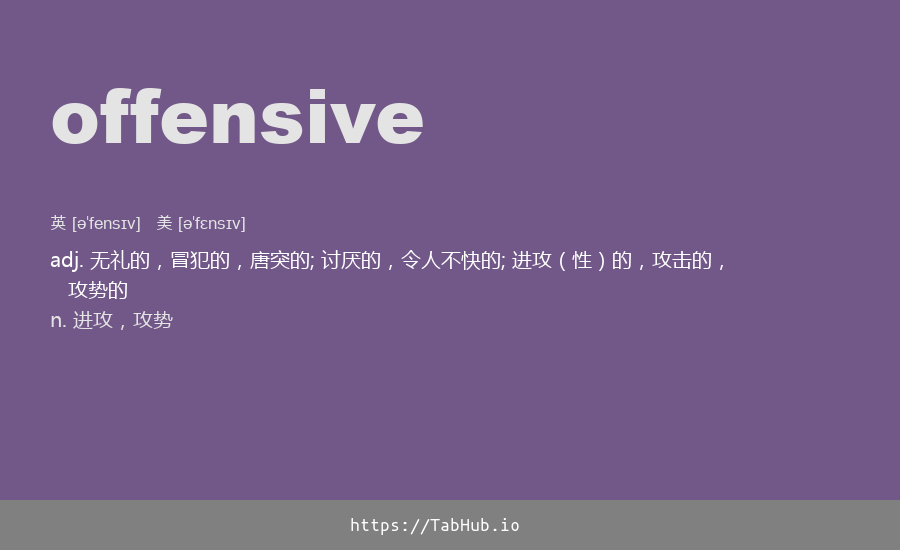 offensive
英 [ə'fensɪv] 美 [ə'fɛnsɪv]
adj. 无礼的，冒犯的，唐突的; 讨厌的，令人不快的; 进攻（性）的，攻击的，
攻势的
n. 进攻，攻势
https://TabHub.io